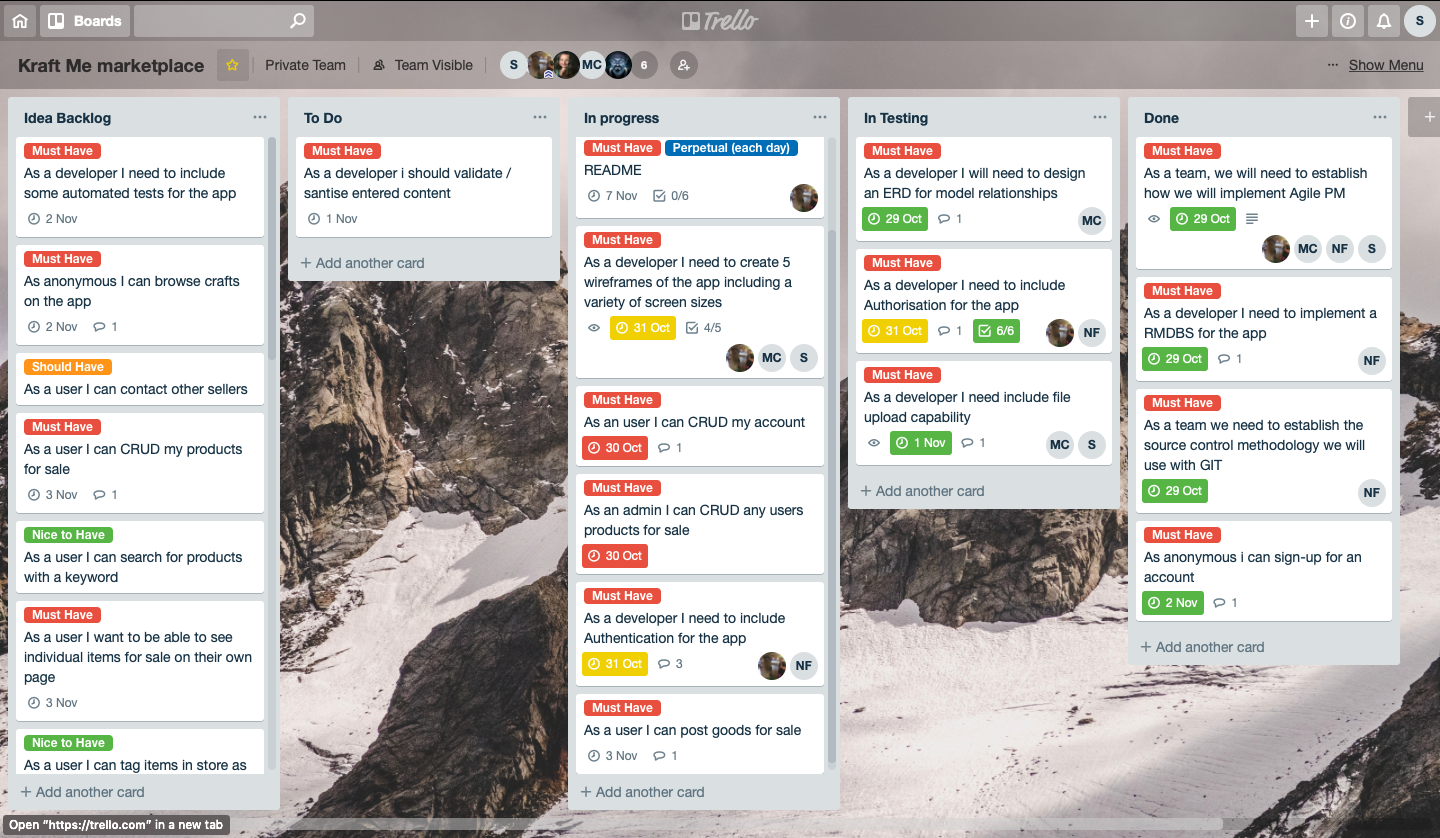 Boards
Trello
S
Kraft Me marketplace
Private Team
Team Visible
S
MC
6
··· Show Menu
Idea Backlog
Must Have
As a developer I need to include
some automated tests for the app
2 Nov
Must Have
As anonymous I can browse crafts
on the app
2 Nov 1
Should Have
As a user I can contact other sellers
Must Have
As a user I can CRUD my products
for sale
3 Nov 1
Nice to Have
As a user I can search for products
with a keyword
Must Have
As a user I want to be able to see
individual items for sale on their own
page
3 Nov
Nice to Have
As a user I can tag items in store as
+ Add another card
To Do
Must Have
As a developer i should validate /
santise entered content
1 Nov
+ Add another card
In progress
Must Have Perpetual (each day)
README
7 Nov 0/6
Must Have
As a developer I need to create 5
wireframes of the app including a
variety of screen sizes
31 Oct 4/5
MC S
Must Have
As an user I can CRUD my account
30 Oct 1
Must Have
As an admin I can CRUD any users
products for sale
30 Oct
Must Have
As a developer I need to include
Authentication for the app
31 Oct 3 NF
Must Have
As a user I can post goods for sale
3 Nov 1
+ Add another card
In Testing
Must Have
As a developer I will need to design
an ERD for model relationships
29 Oct 1 MC
Must Have
As a developer I need to include
Authorisation for the app
31 Oct 1 6/6 NF
Must Have
As a developer I need include file
upload capability
1 Nov 1 MC S
+ Add another card
Done
Must Have
As a team, we will need to establish
how we will implement Agile PM
29 Oct
MC NF S
Must Have
As a developer I need to implement a
RMDBS for the app
29 Oct 1 NF
Must Have
As a team we need to establish the
source control methodology we will
use with GIT
29 Oct NF
Must Have
As anonymous i can sign-up for an
account
2 Nov 1
+ Add another card
Open "https://trello.com" in a new tab